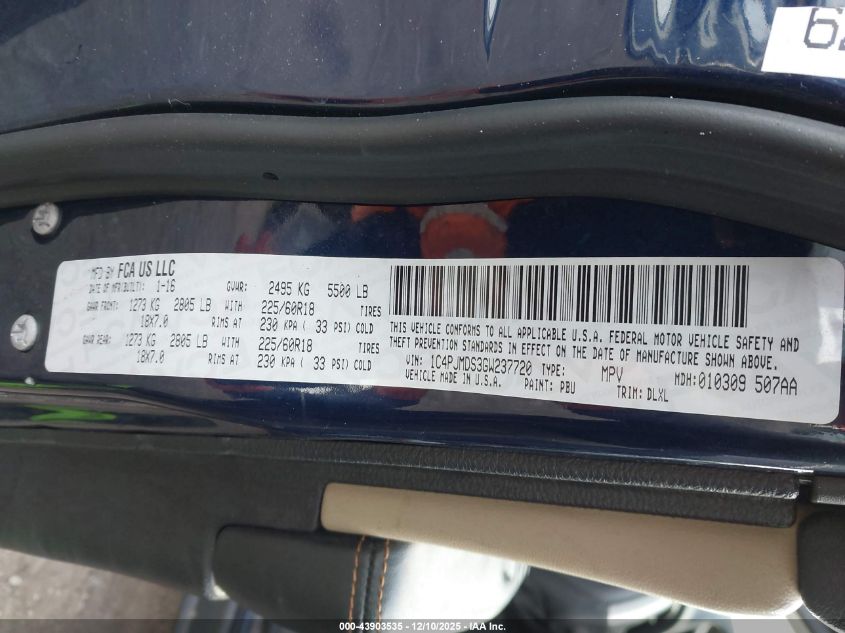 62
MFD BY FCA US LLC
DATE OF MFR(BUILT): 1-16 GVWR: 2495 KG 5500 LB
GAWR FRONT: 1273 KG 2805 LB WITH 225/60R18 TIRES
18X7.0 RIMS AT 230 KPA ( 33 PSI) COLD
GAWR REAR: 1273 KG 2805 LB WITH 225/60R18 TIRES
18X7.0 RIMS AT 230 KPA ( 33 PSI) COLD
THIS VEHICLE CONFORMS TO ALL APPLICABLE U.S.A. FEDERAL MOTOR VEHICLE SAFETY AND
THEFT PREVENTION STANDARDS IN EFFECT ON THE DATE OF MANUFACTURE SHOWN ABOVE.
VIN: 1C4PJMDS3GW237720 TYPE: MPV MDH:010309 507AA
VEHICLE MADE IN U.S.A. PAINT: PBU TRIM: DLXL
000-43903535 - 12/10/2025 - IAA Inc.